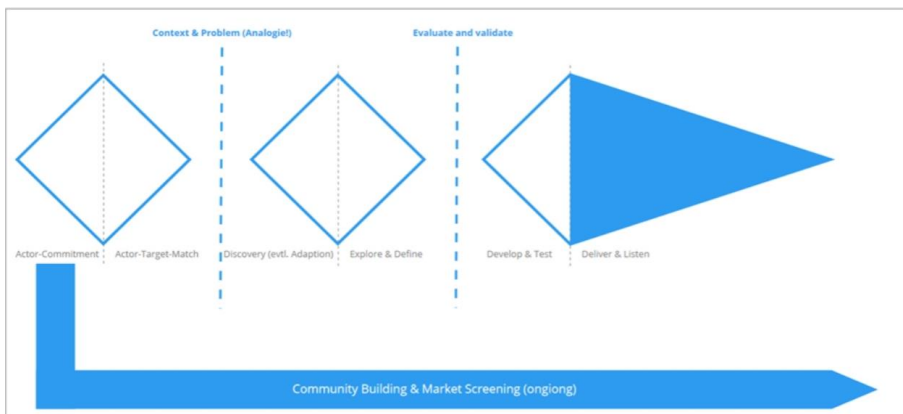 Context & Problem (Analogie!)
Evaluate and validate
Actor-Commitment
Actor-Target-Match
Discovery (evtl. Adaption)
Explore & Define
Develop & Test
Deliver & Listen
Community Building & Market Screening (ongiong)